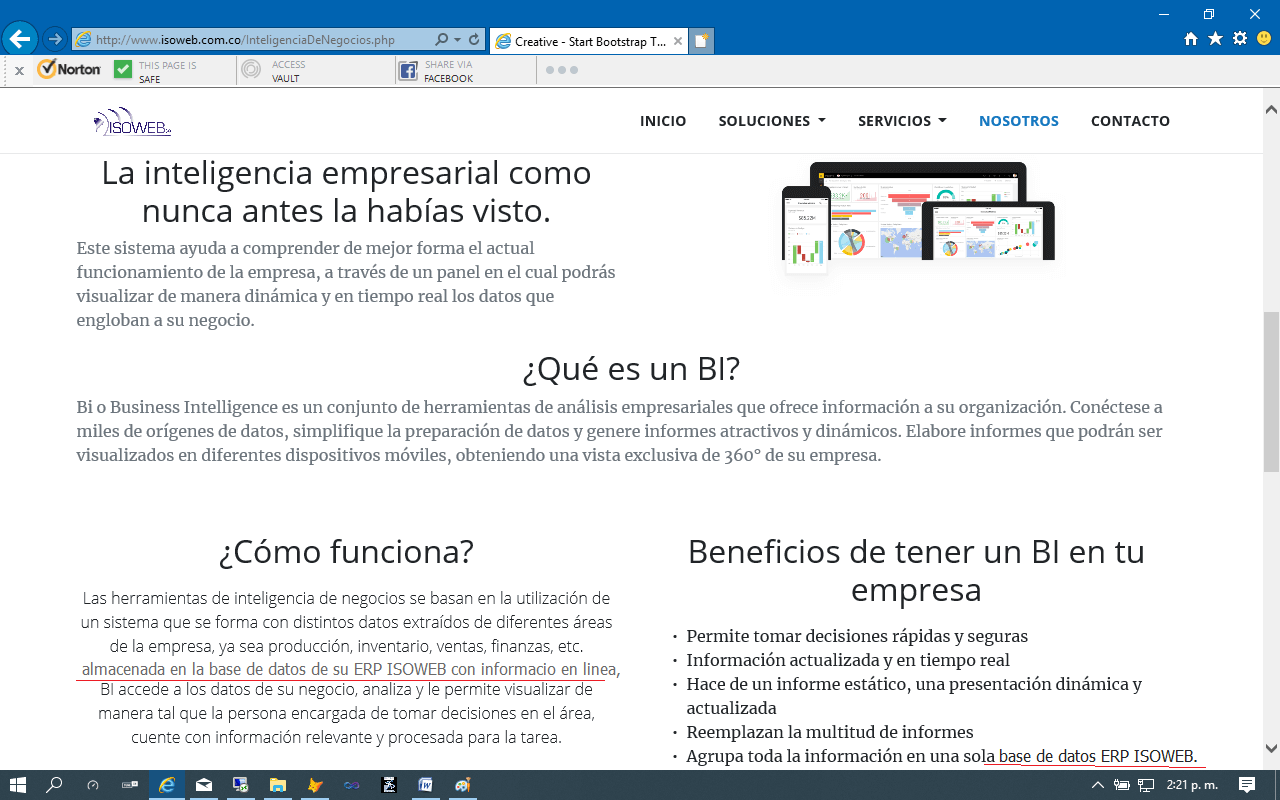 http://www.isoweb.com.co/InteligenciaDeNegocios.php
Creative - Start Bootstrap T...
Norton
THIS PAGE IS
SAFE
ACCESS
VAULT
SHARE VIA
FACEBOOK
ISOWEB
INICIO
SOLUCIONES
SERVICIOS
NOSOTROS
CONTACTO
La inteligencia empresarial como
nunca antes la habías visto.
Este sistema ayuda a comprender de mejor forma el actual
funcionamiento de la empresa, a través de un panel en el cual podrás
visualizar de manera dinámica y en tiempo real los datos que
engloban a su negocio.
¿Qué es un BI?
Bi o Business Intelligence es un conjunto de herramientas de análisis empresariales que ofrece información a su organización. Conéctese a
miles de orígenes de datos, simplifique la preparación de datos y genere informes atractivos y dinámicos. Elabore informes que podrán ser
visualizados en diferentes dispositivos móviles, obteniendo una vista exclusiva de 360° de su empresa.
¿Cómo funciona?
Las herramientas de inteligencia de negocios se basan en la utilización de
un sistema que se forma con distintos datos extraídos de diferentes áreas
de la empresa, ya sea producción, inventario, ventas, finanzas, etc.
almacenada en la base de datos de su ERP ISOWEB con informacio en linea,
BI accede a los datos de su negocio, analiza y le permite visualizar de
manera tal que la persona encargada de tomar decisiones en el área,
cuente con información relevante y procesada para la tarea.
Beneficios de tener un BI en tu
empresa
• Permite tomar decisiones rápidas y seguras
• Información actualizada y en tiempo real
• Hace de un informe estático, una presentación dinámica y
actualizada
• Reemplazan la multitud de informes
• Agrupa toda la información en una sola base de datos ERP ISOWEB.
2:21 p. m.